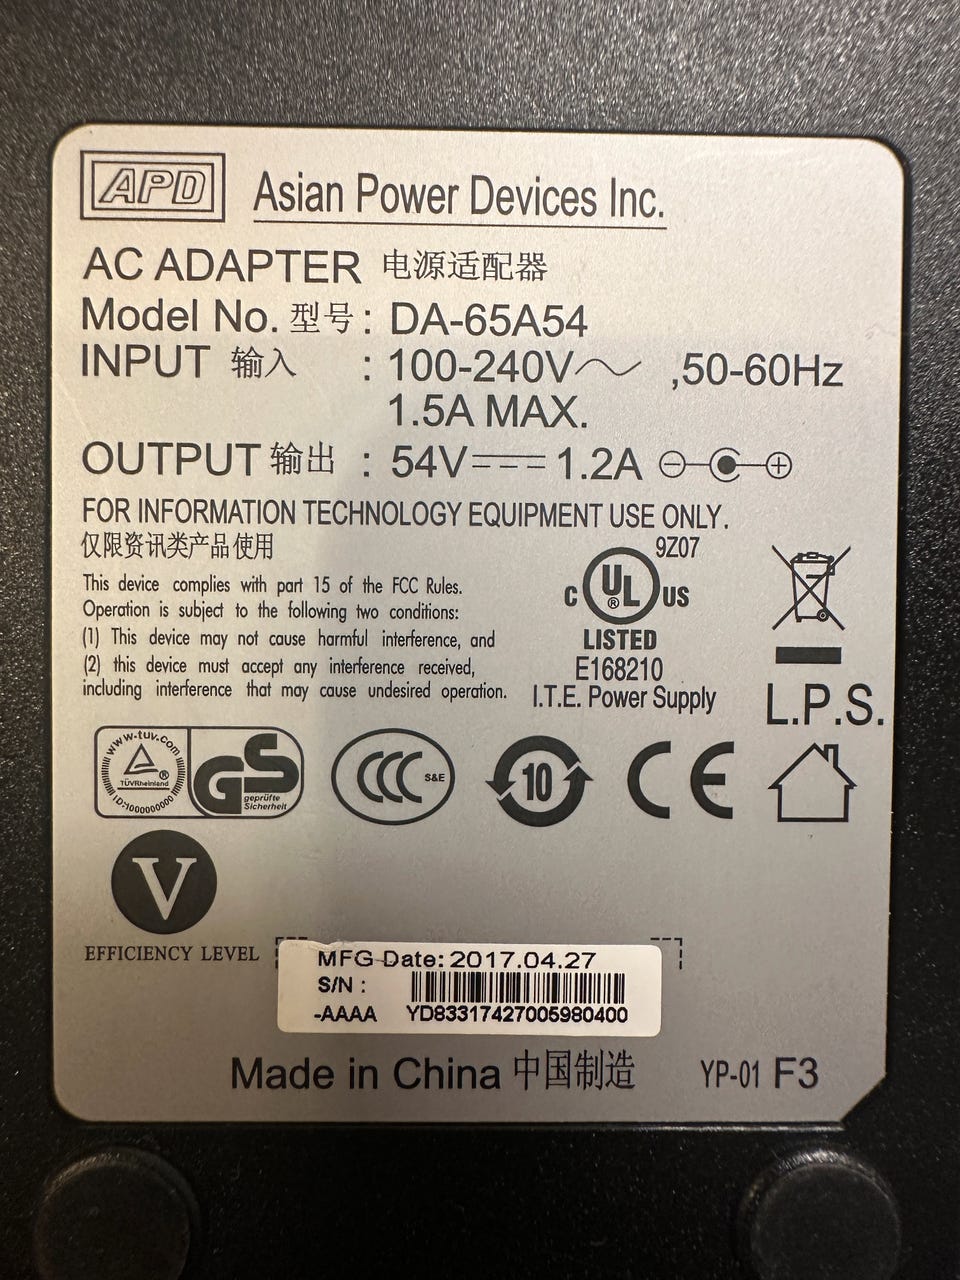 APD Asian Power Devices Inc.
AC ADAPTER 电源适配器
Model No. 型号 : DA-65A54
INPUT 输入 : 100-240V ,50-60Hz
1.5A MAX.
OUTPUT 输出 : 54V 1.2A
FOR INFORMATION TECHNOLOGY EQUIPMENT USE ONLY.
仅限资讯类产品使用
This device complies with part 15 of the FCC Rules.
Operation is subject to the following two conditions:
(1) This device may not cause harmful interference, and
(2) this device must accept any interference received,
including interference that may cause undesired operation.
9Z07
C UL ® US
LISTED
E168210
I.T.E. Power Supply
L.P.S.
www.tuv.com
TÜVRheinland ®
ID:1000000000
GS
geprüfte
Sicherheit
CCC S&E
10
CE
V
EFFICIENCY LEVEL
MFG Date: 2017.04.27
S/N :
-AAAA YD83317427005980400
Made in China 中国制造 YP-01 F3